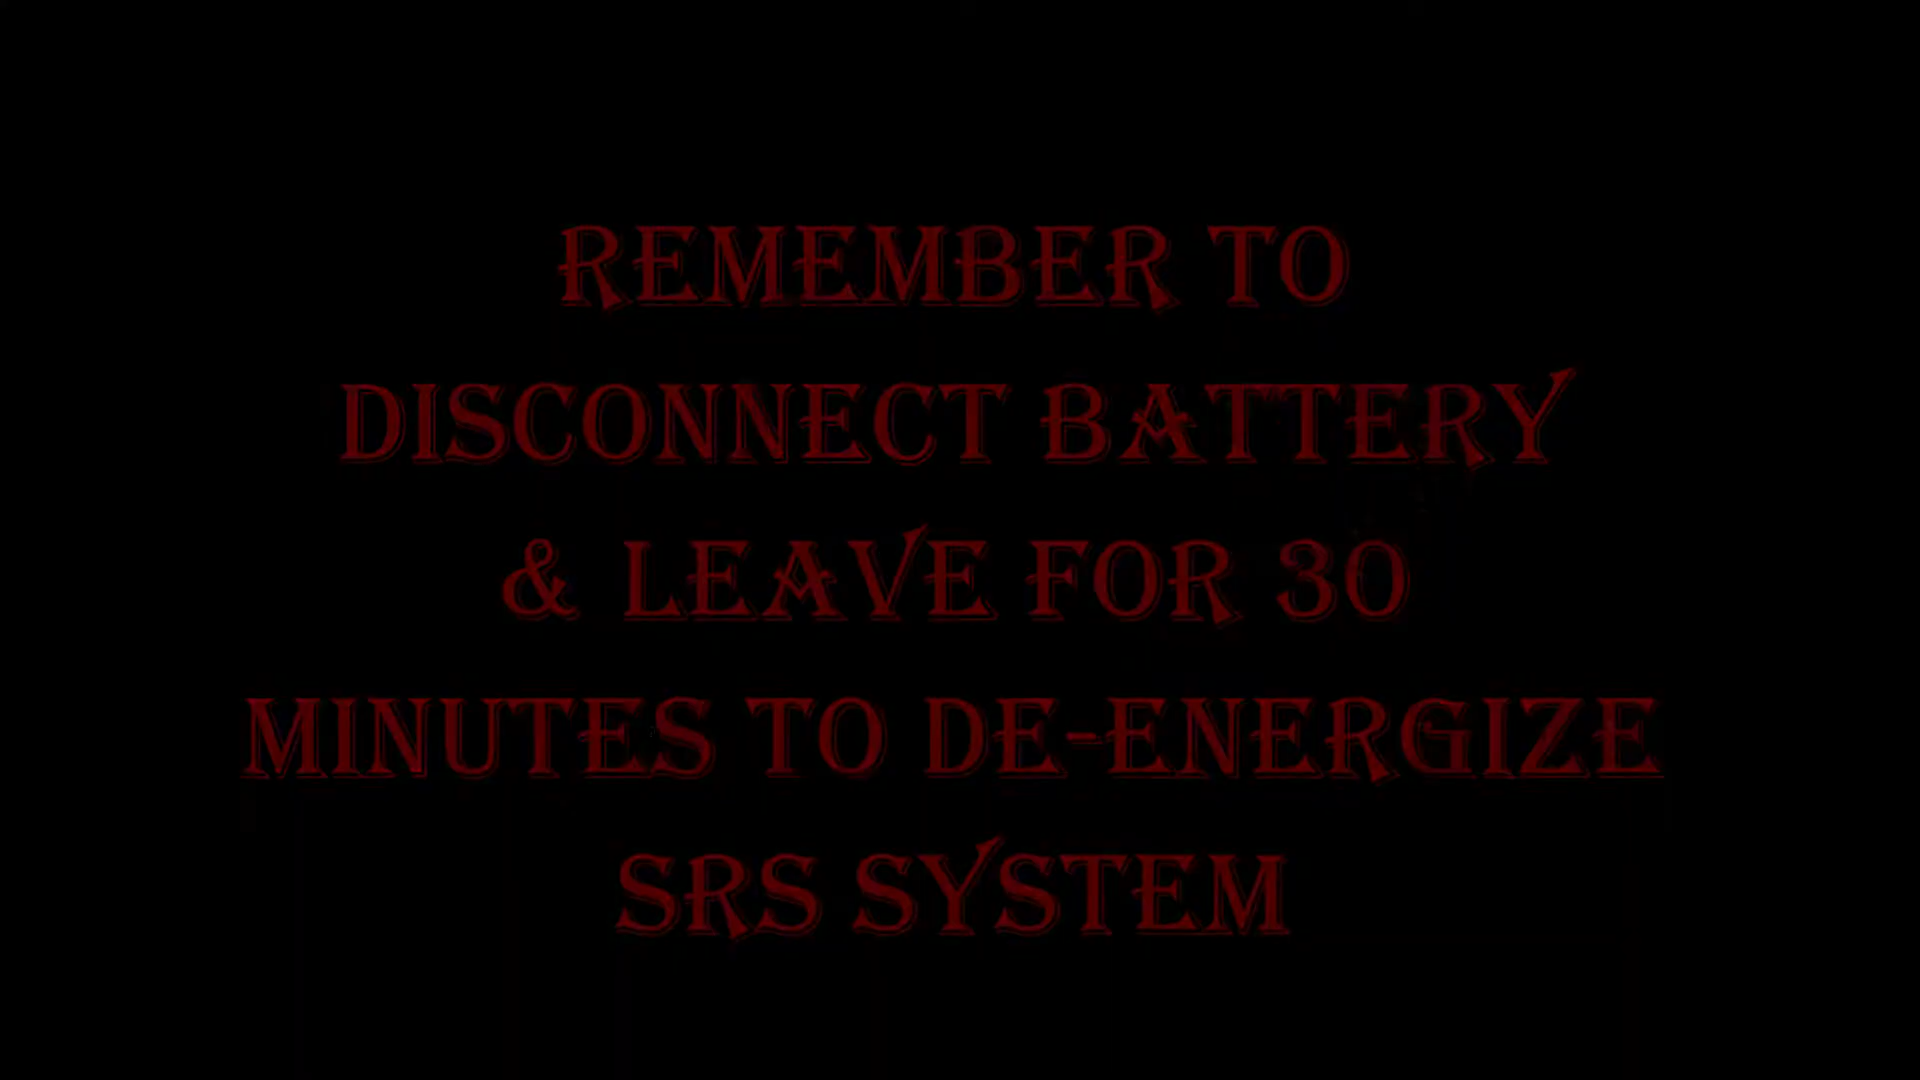 REMEMBER TO
DISCONNECT BATTERY
& LEAVE FOR 30
MINUTES TO DE-ENERGIZE
SRS SYSTEM